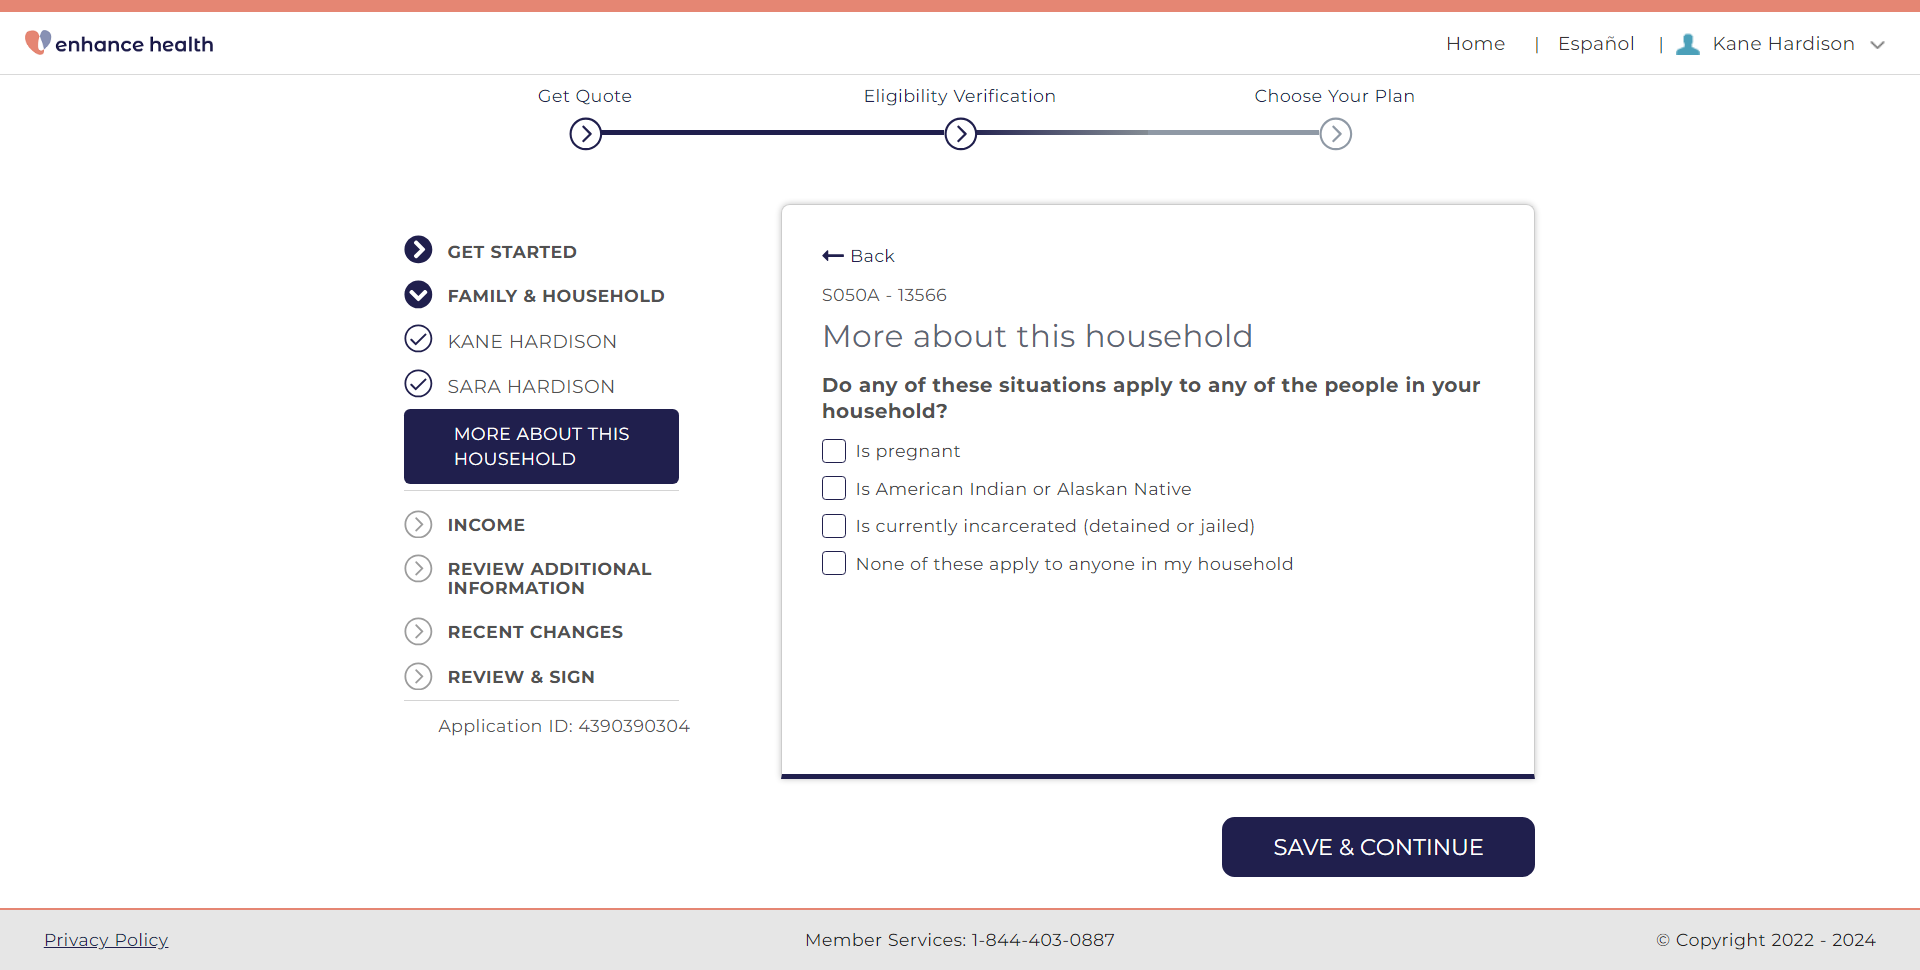 enhance health
Home | Español | Kane Hardison
Get Quote
Eligibility Verification
Choose Your Plan
GET STARTED
FAMILY & HOUSEHOLD
KANE HARDISON
SARA HARDISON
MORE ABOUT THIS
HOUSEHOLD
INCOME
REVIEW ADDITIONAL
INFORMATION
RECENT CHANGES
REVIEW & SIGN
Application ID: 4390390304
Back
S050A - 13566
More about this household
Do any of these situations apply to any of the people in your
household?
Is pregnant
Is American Indian or Alaskan Native
Is currently incarcerated (detained or jailed)
None of these apply to anyone in my household
SAVE & CONTINUE
Privacy Policy
Member Services: 1-844-403-0887
© Copyright 2022 - 2024